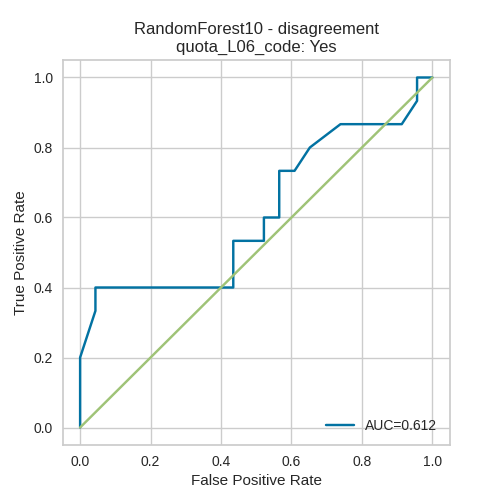 RandomForest10 - disagreement
quota_L06_code: Yes
1.0
0.8
0.6
0.4
0.2
0.0
True Positive Rate
AUC=0.612
0.0 0.2 0.4 0.6 0.8 1.0
False Positive Rate